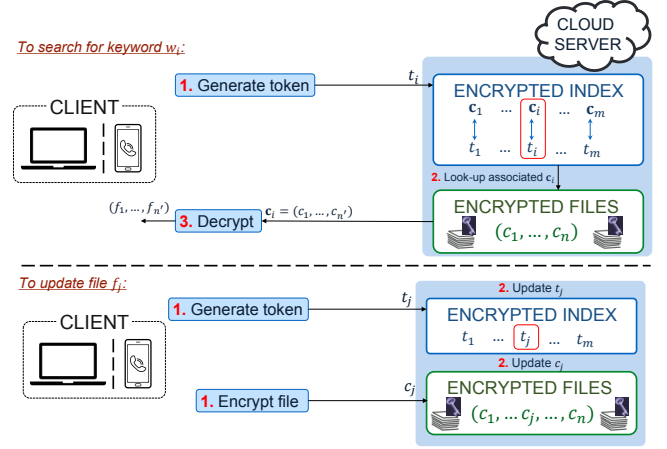 CLOUD
SERVER
To search for keyword wᵢ:
1. Generate token
tᵢ
ENCRYPTED INDEX
c₁ … cᵢ … cₘ
t₁ … tᵢ … tₘ
CLIENT
2. Look-up associated cᵢ
(f₁, … , fₙ′)
3. Decrypt
cᵢ = (c₁, … , cₙ′)
ENCRYPTED FILES
(c₁, … , cₙ)
To update file fⱼ:
2. Update tⱼ
1. Generate token
tⱼ
ENCRYPTED INDEX
t₁ … tⱼ … tₘ
CLIENT
2. Update cⱼ
1. Encrypt file
cⱼ
ENCRYPTED FILES
(c₁, … cⱼ, … , cₙ)